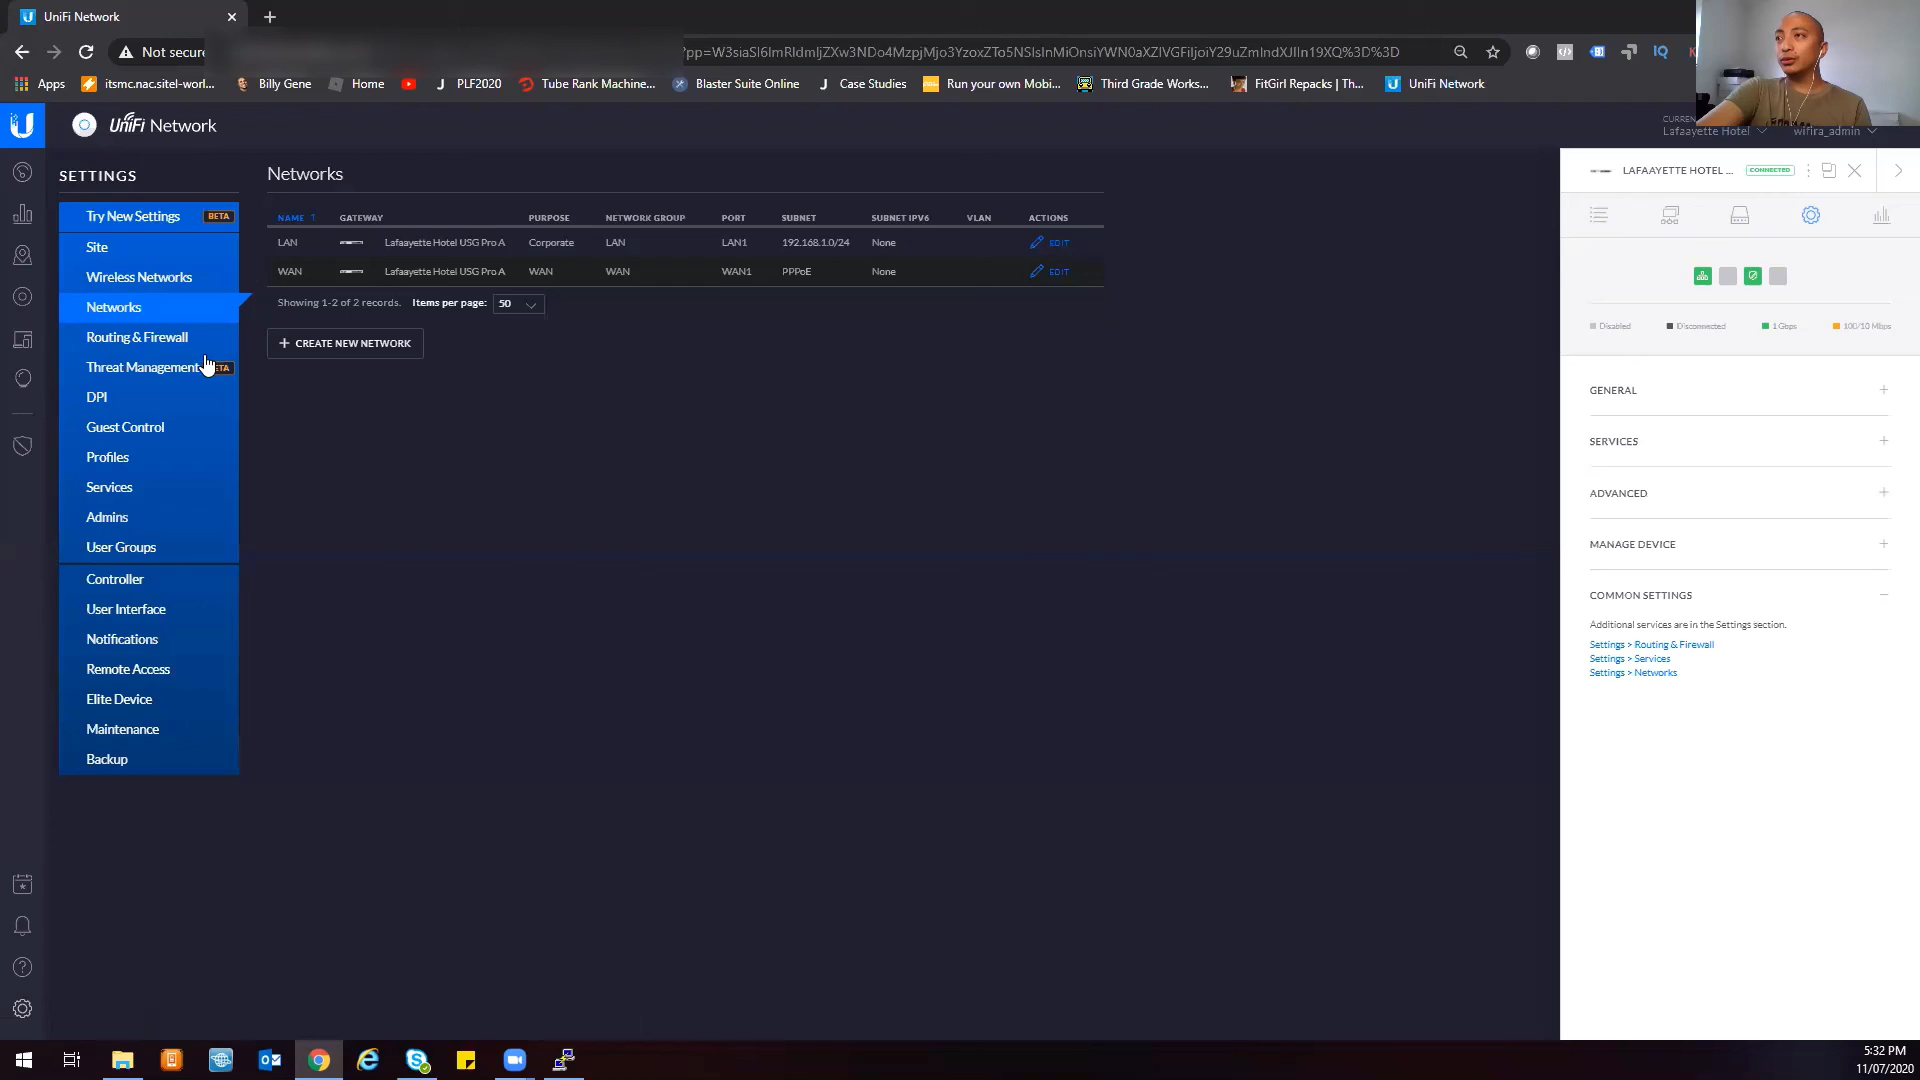 UniFi Network
Not secure
Apps
itsmc.nac.sitel-worl...
Billy Gene
Home
PLF2020
Tube Rank Machine...
Blaster Suite Online
Case Studies
Run your own Mobi...
Third Grade Works...
FitGirl Repacks | Th...
UniFi Network
UniFi Network
Lafaayette Hotel
wifira_admin
SETTINGS
Try New Settings BETA
Site
Wireless Networks
Networks
Routing & Firewall
Threat Management
DPI
Guest Control
Profiles
Services
Admins
User Groups
Controller
User Interface
Notifications
Remote Access
Elite Device
Maintenance
Backup
Networks
NAME GATEWAY PURPOSE NETWORK GROUP PORT SUBNET SUBNET IPV6 VLAN ACTIONS
LAN Lafaayette Hotel USG Pro A Corporate LAN LAN1 192.168.1.0/24 None EDIT
WAN Lafaayette Hotel USG Pro A WAN WAN WAN1 PPPoE None EDIT
Showing 1-2 of 2 records. Items per page: 50
CREATE NEW NETWORK
LAFAAYETTE HOTEL ... CONNECTED
Disabled Disconnected 1 Gbps 100/10 Mbps
GENERAL
SERVICES
ADVANCED
MANAGE DEVICE
COMMON SETTINGS
Additional services are in the Settings section.
Settings > Routing & Firewall
Settings > Services
Settings > Networks
5:32 PM
11/07/2020